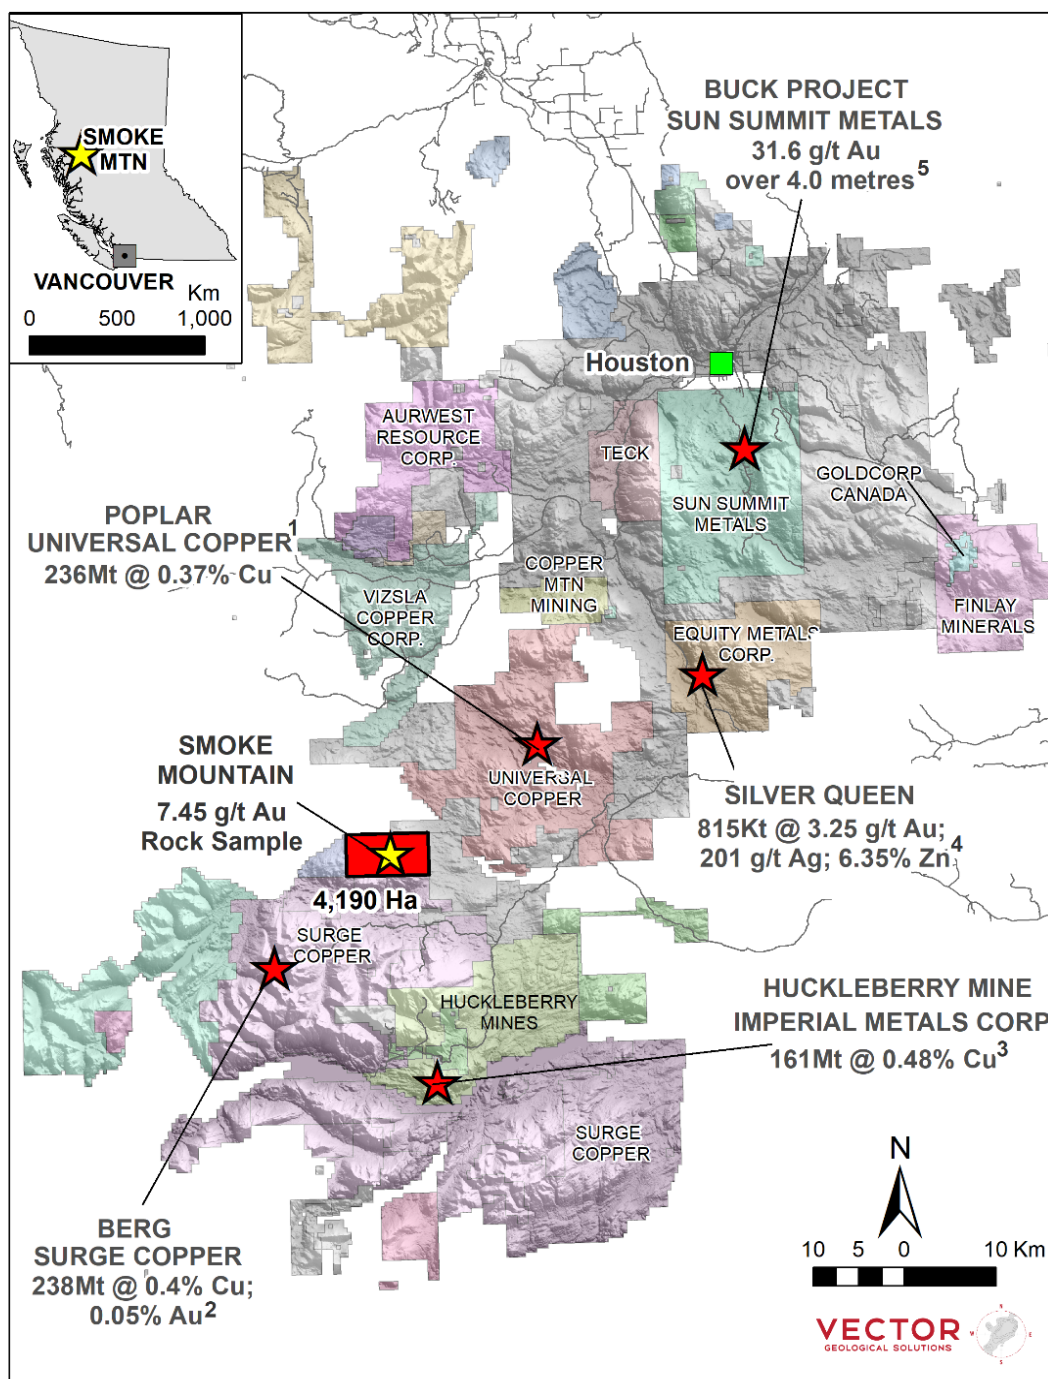 SMOKE
MTN
VANCOUVER
Km
0 500 1,000
BUCK PROJECT
SUN SUMMIT METALS
31.6 g/t Au
over 4.0 metres5
Houston
AURWEST
RESOURCE
CORP.
TECK
SUN SUMMIT
METALS
GOLDCORP
CANADA
POPLAR
UNIVERSAL COPPER1
236Mt @ 0.37% Cu
COPPER
MTN
MINING
VIZSLA
COPPER
CORP.
FINLAY
MINERALS
EQUITY METALS
CORP.
SMOKE
MOUNTAIN
7.45 g/t Au
Rock Sample
UNIVERSAL
COPPER
SILVER QUEEN
815Kt @ 3.25 g/t Au;
201 g/t Ag; 6.35% Zn4
4,190 Ha
SURGE
COPPER
HUCKLEBERRY
MINES
HUCKLEBERRY MINE
IMPERIAL METALS CORP
161Mt @ 0.48% Cu3
SURGE
COPPER
BERG
SURGE COPPER
238Mt @ 0.4% Cu;
0.05% Au2
N
10 5 0 10 Km
VECTOR
GEOLOGICAL SOLUTIONS
N
W E
S